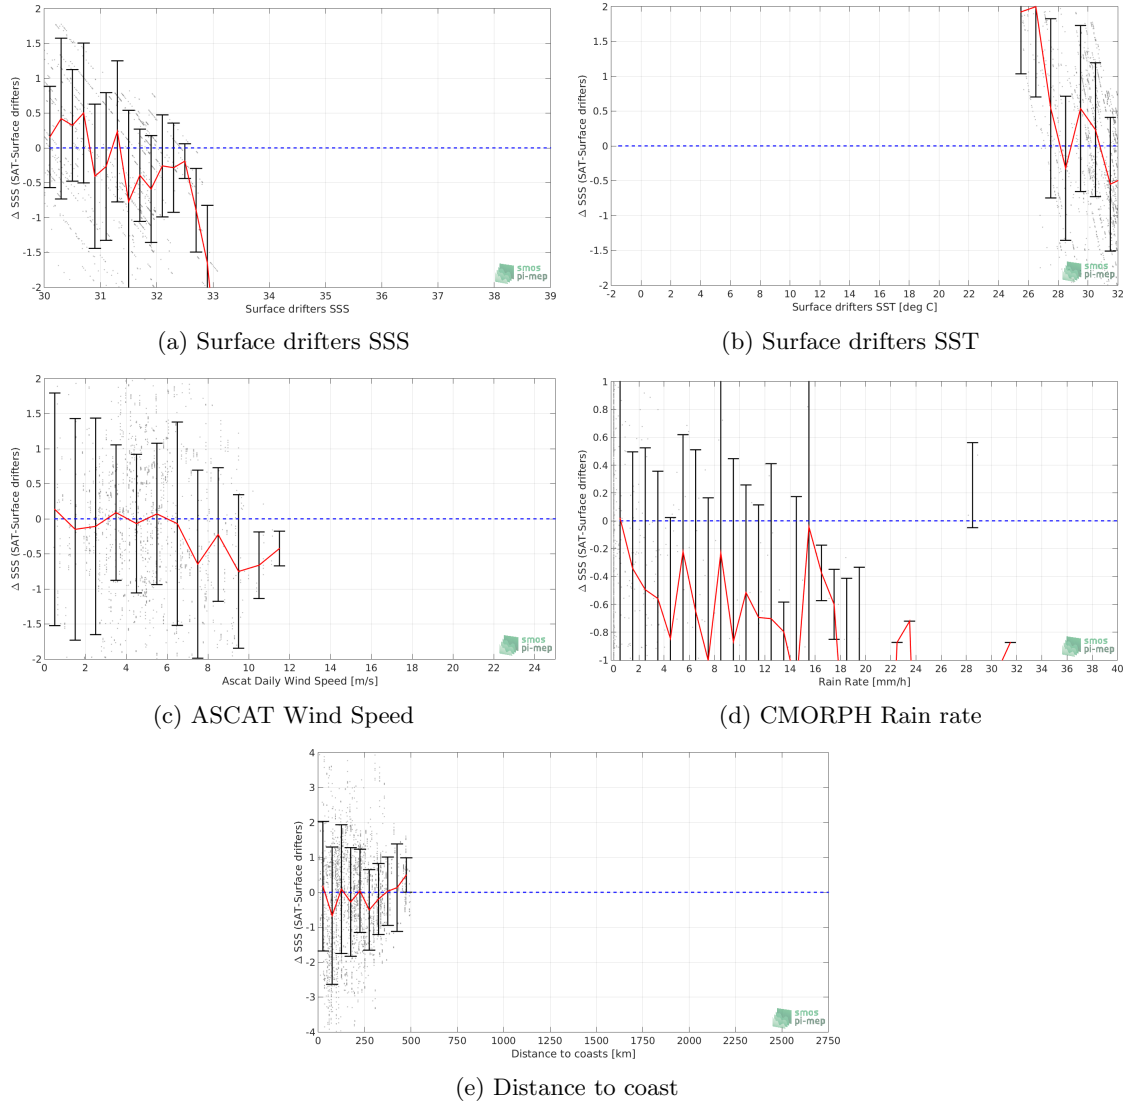 2
1.5
1
0.5
0
-0.5
-1
-1.5
-2
Δ SSS (SAT-Surface drifters)
30 31 32 33 34 35 36 37 38 39
Surface drifters SSS
smos
pi-mep
(a) Surface drifters SSS
2
1.5
1
0.5
0
-0.5
-1
-1.5
-2
Δ SSS (SAT-Surface drifters)
-2 0 2 4 6 8 10 12 14 16 18 20 22 24 26 28 30 32
Surface drifters SST [deg C]
smos
pi-mep
(b) Surface drifters SST
2
1.5
1
0.5
0
-0.5
-1
-1.5
-2
Δ SSS (SAT-Surface drifters)
0 2 4 6 8 10 12 14 16 18 20 22 24
Ascat Daily Wind Speed [m/s]
smos
pi-mep
(c) ASCAT Wind Speed
1
0.8
0.6
0.4
0.2
0
-0.2
-0.4
-0.6
-0.8
-1
Δ SSS (SAT-Surface drifters)
0 2 4 6 8 10 12 14 16 18 20 22 24 26 28 30 32 34 36 38 40
Rain Rate [mm/h]
smos
pi-mep
(d) CMORPH Rain rate
4
3
2
1
0
-1
-2
-3
-4
Δ SSS (SAT-Surface drifters)
0 250 500 750 1000 1250 1500 1750 2000 2250 2500 2750
Distance to coasts [km]
smos
pi-mep
(e) Distance to coast